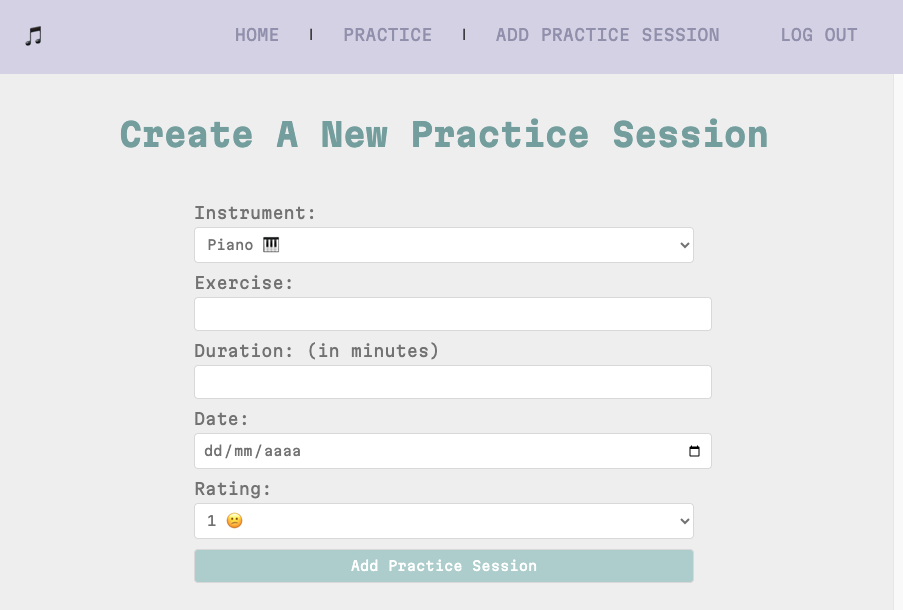 HOME | PRACTICE | ADD PRACTICE SESSION LOG OUT
Create A New Practice Session
Instrument:
Piano 🎹
Exercise:
Duration: (in minutes)
Date:
dd/mm/aaaa
Rating:
1 😕
Add Practice Session